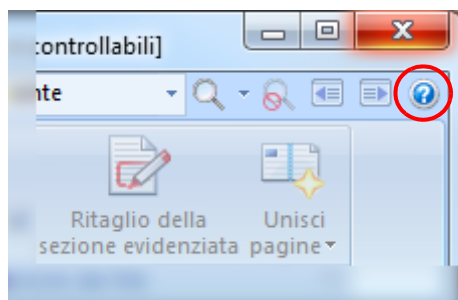 controllabili]
nte
Ritaglio della
sezione evidenziata
Unisci
pagine